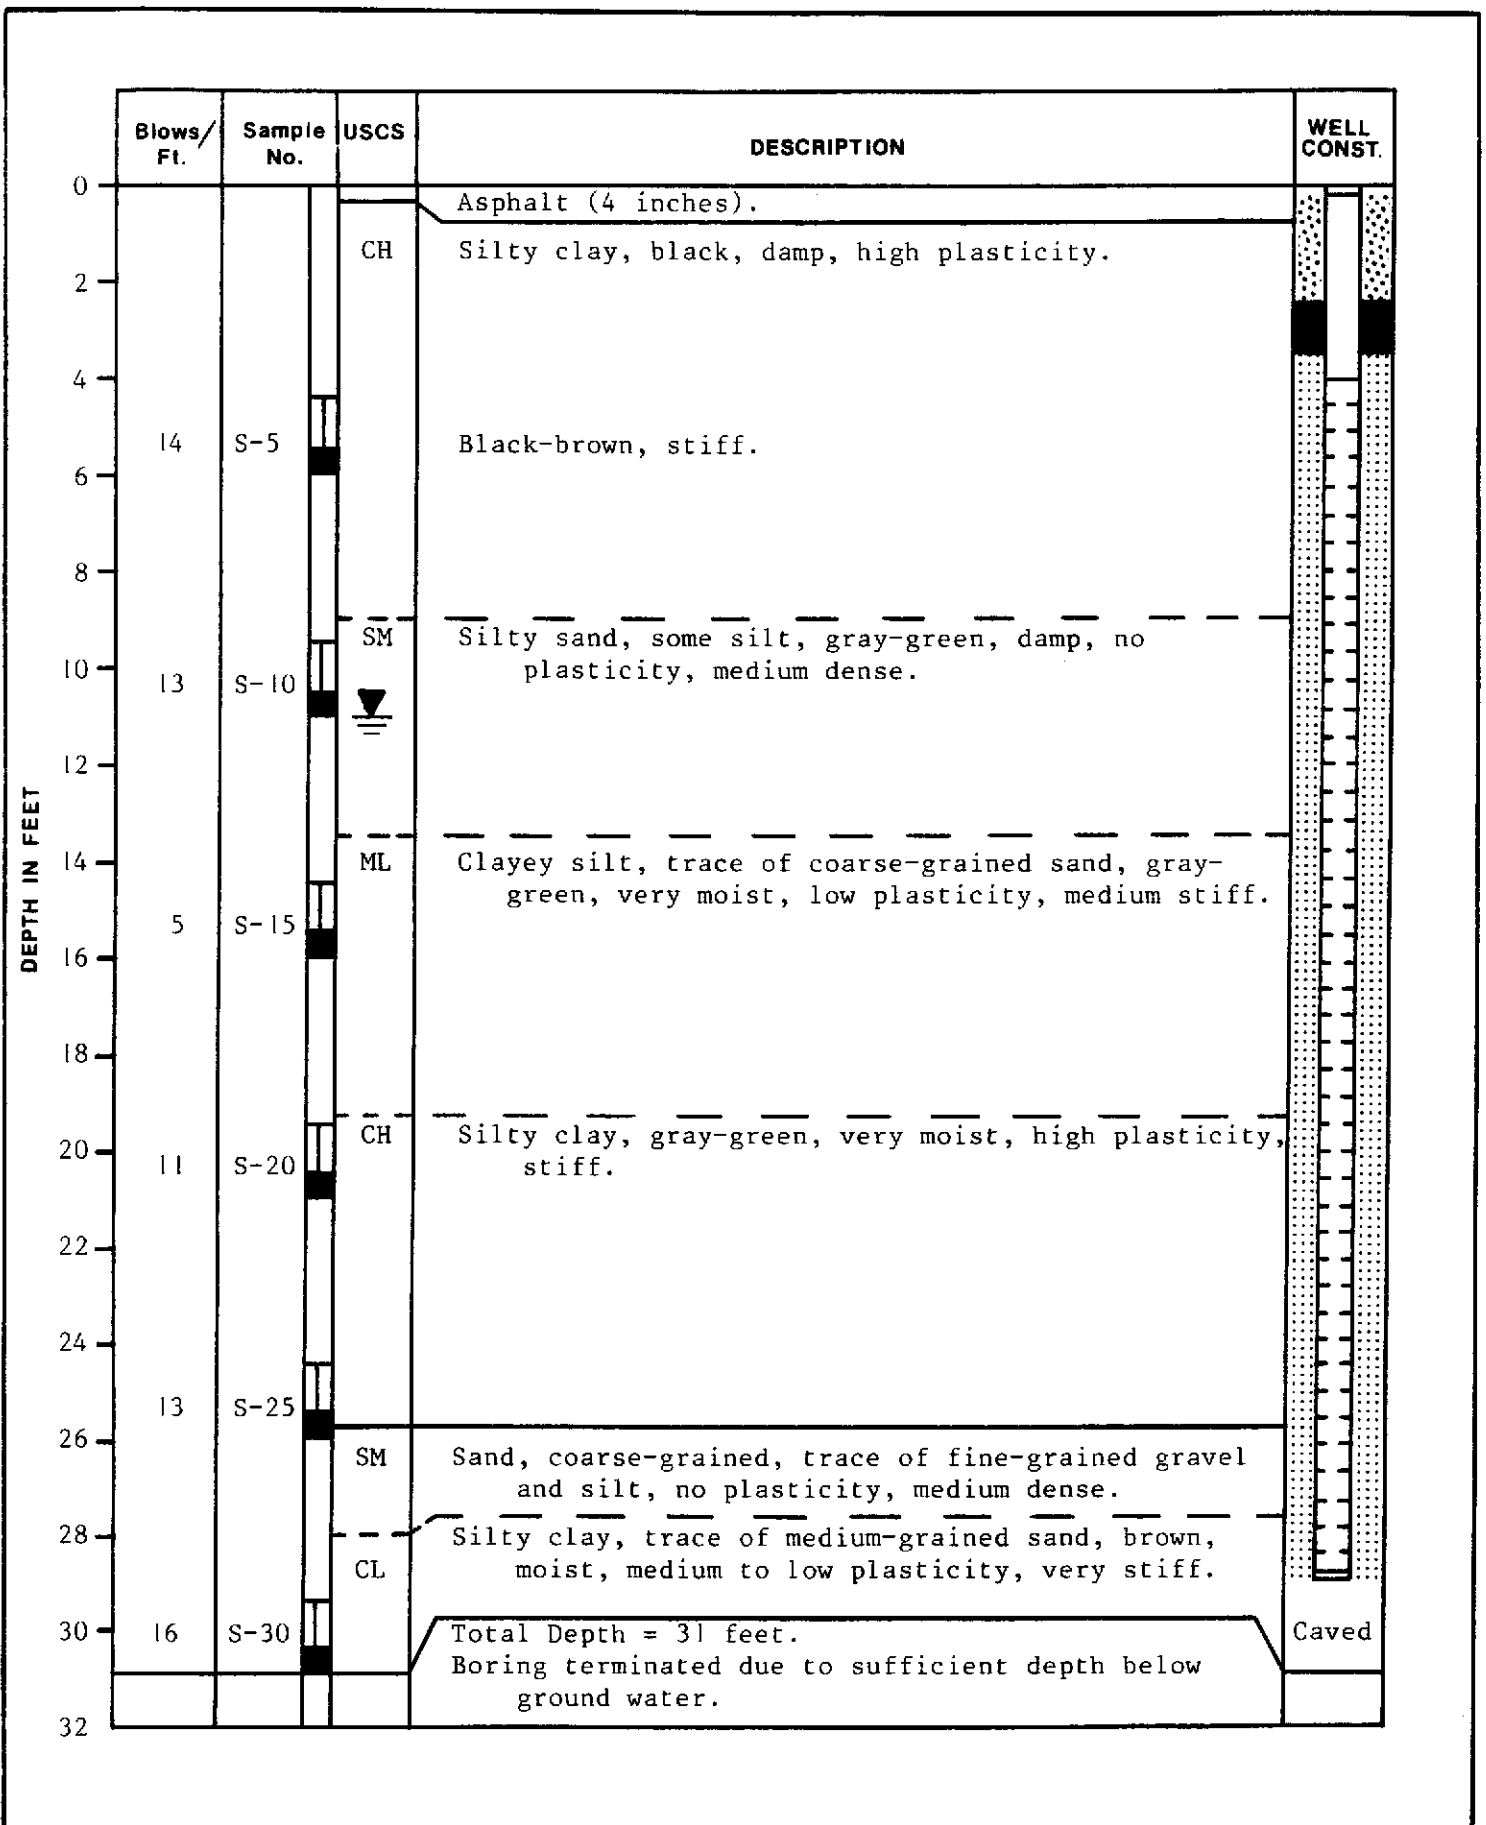 Blows/ Ft.
Sample No.
USCS
DESCRIPTION
WELL CONST.
DEPTH IN FEET
0
Asphalt (4 inches).
CH Silty clay, black, damp, high plasticity.
2
4
14 S-5 Black-brown, stiff.
6
8
SM Silty sand, some silt, gray-green, damp, no
plasticity, medium dense.
10
13 S-10
12
14
ML Clayey silt, trace of coarse-grained sand, gray-
green, very moist, low plasticity, medium stiff.
5 S-15
16
18
CH Silty clay, gray-green, very moist, high plasticity,
stiff.
20
11 S-20
22
24
13 S-25
26
SM Sand, coarse-grained, trace of fine-grained gravel
and silt, no plasticity, medium dense.
28
Silty clay, trace of medium-grained sand, brown,
CL moist, medium to low plasticity, very stiff.
30 16 S-30 Total Depth = 31 feet. Caved
Boring terminated due to sufficient depth below
ground water.
32